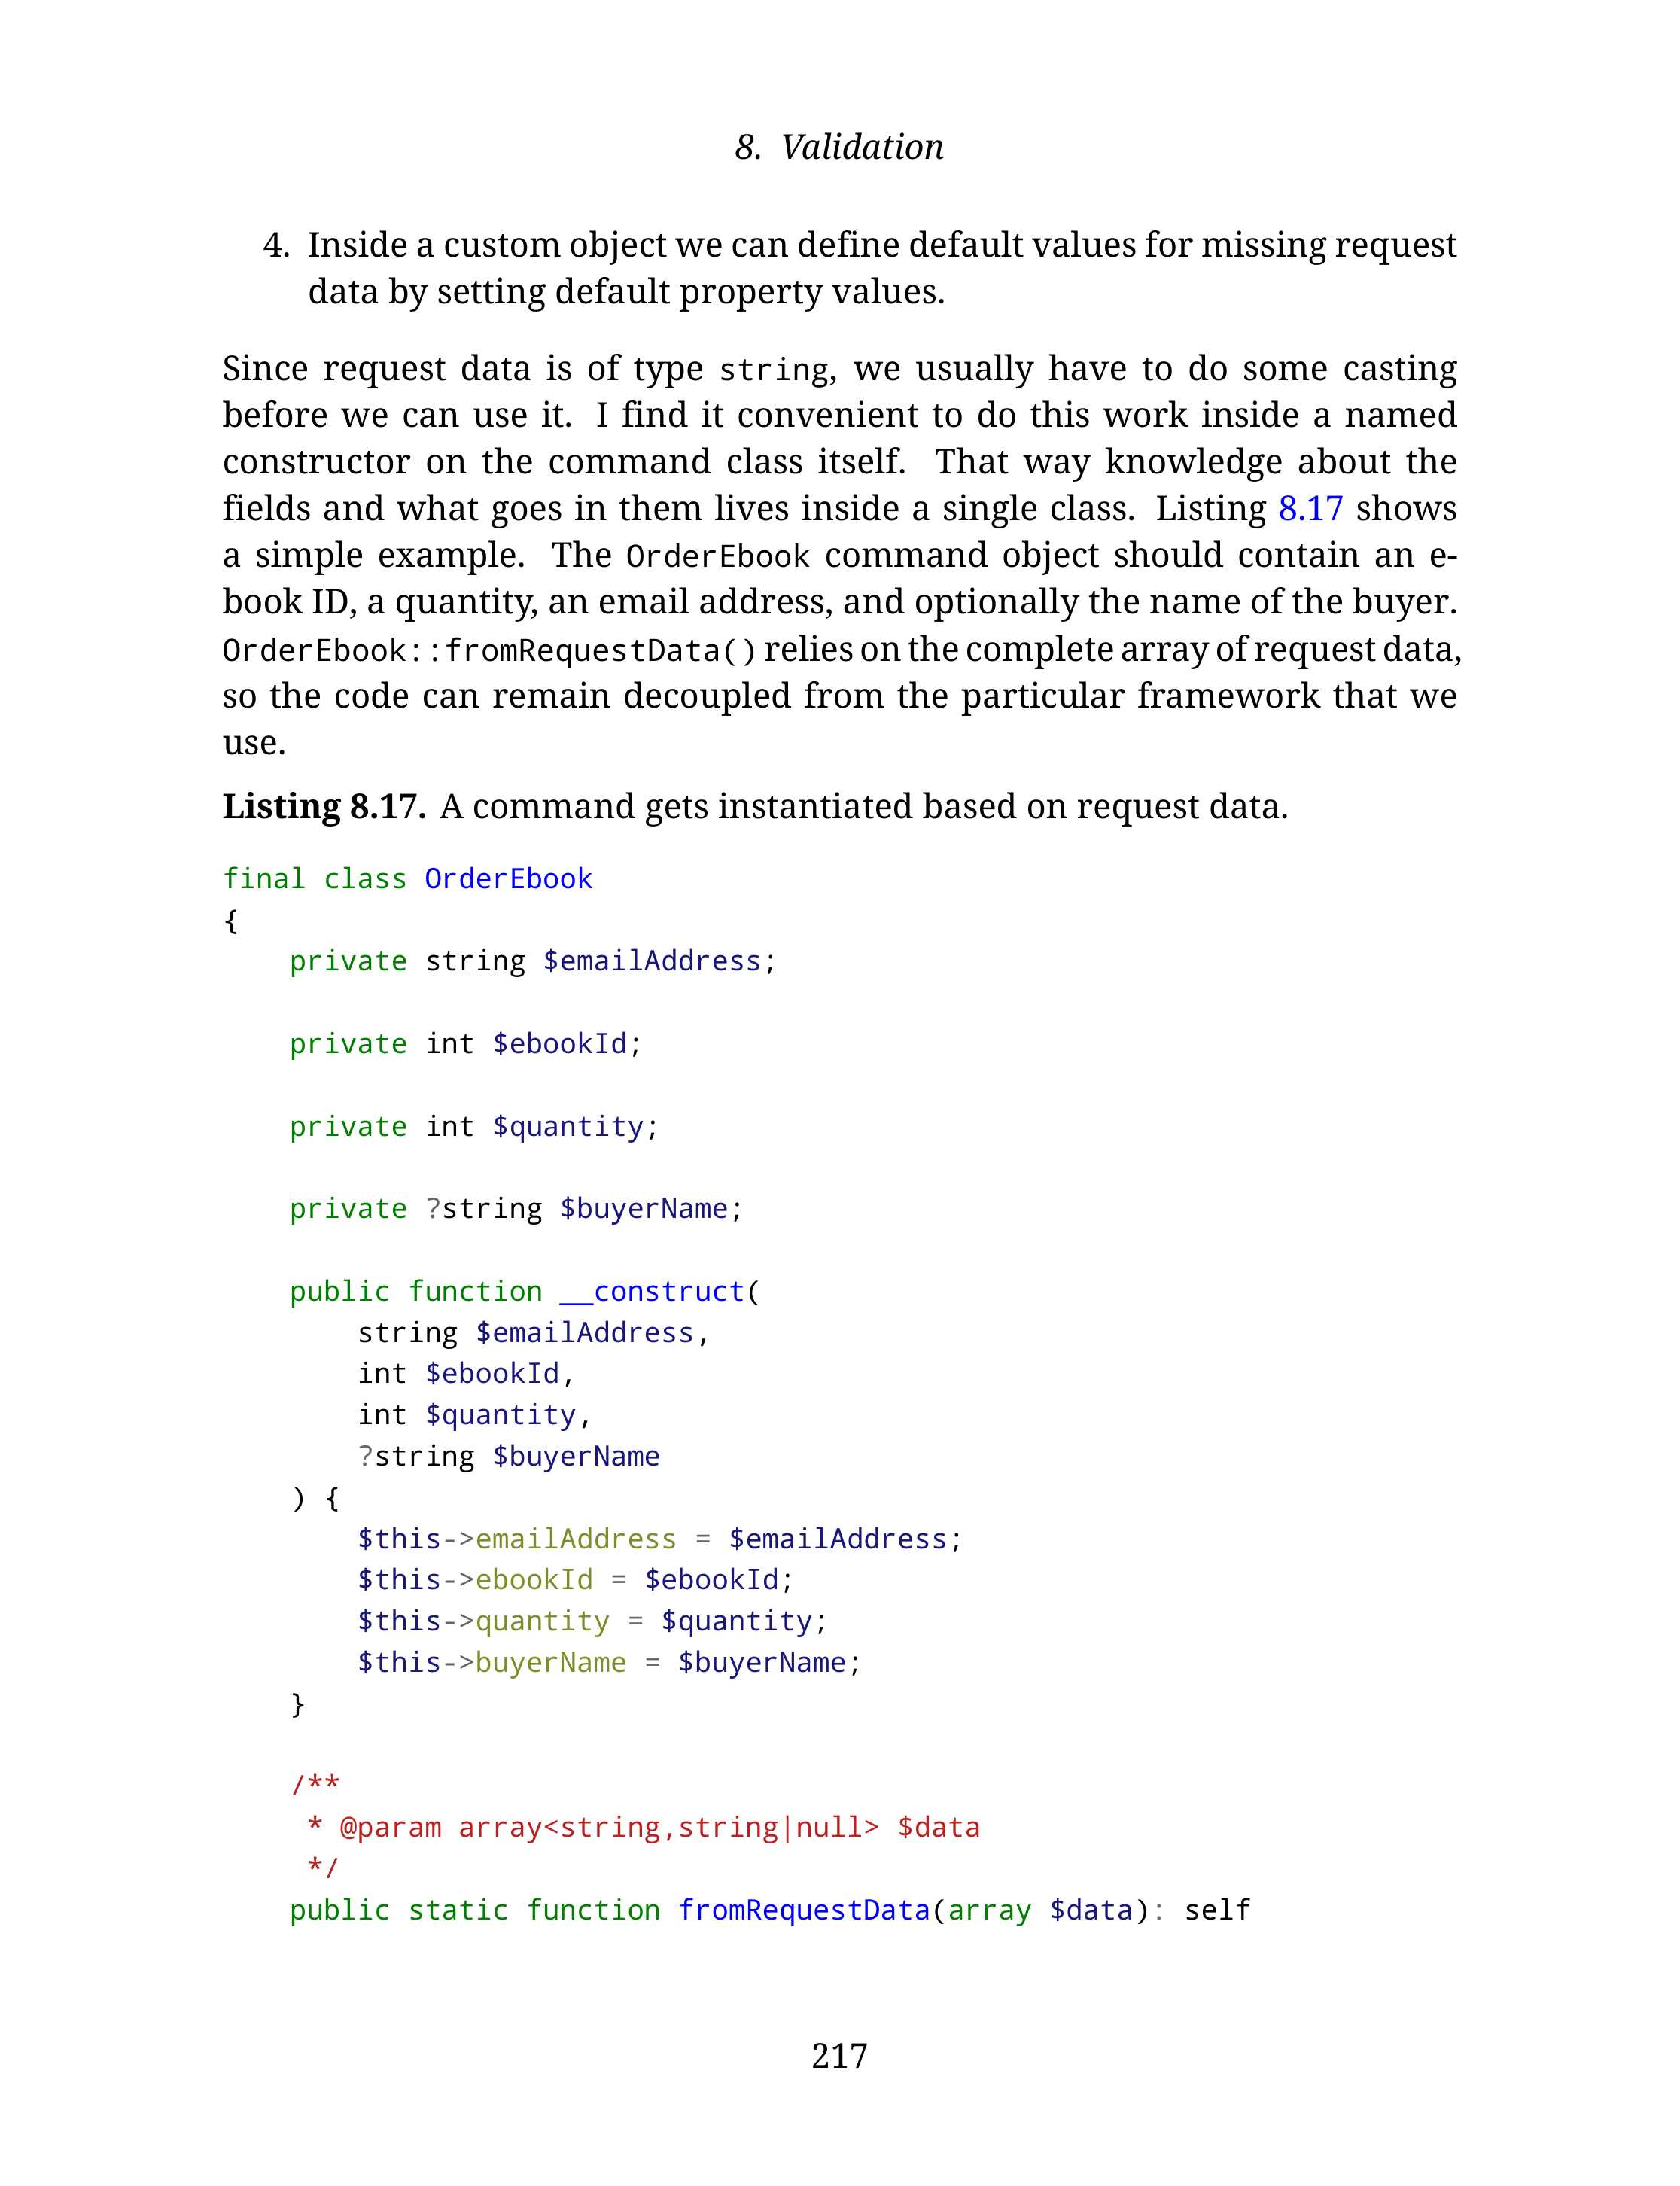 8. Validation
4. Inside a custom object we can define default values for missing request
data by setting default property values.
Since request data is of type string, we usually have to do some casting
before we can use it. I find it convenient to do this work inside a named
constructor on the command class itself. That way knowledge about the
fields and what goes in them lives inside a single class. Listing 8.17 shows
a simple example. The OrderEbook command object should contain an e-
book ID, a quantity, an email address, and optionally the name of the buyer.
OrderEbook::fromRequestData() relies on the complete array of request data,
so the code can remain decoupled from the particular framework that we
use.
Listing 8.17. A command gets instantiated based on request data.
final class OrderEbook
{
    private string $emailAddress;

    private int $ebookId;

    private int $quantity;

    private ?string $buyerName;

    public function __construct(
        string $emailAddress,
        int $ebookId,
        int $quantity,
        ?string $buyerName
    ) {
        $this->emailAddress = $emailAddress;
        $this->ebookId = $ebookId;
        $this->quantity = $quantity;
        $this->buyerName = $buyerName;
    }

    /**
     * @param array<string,string|null> $data
     */
    public static function fromRequestData(array $data): self
217